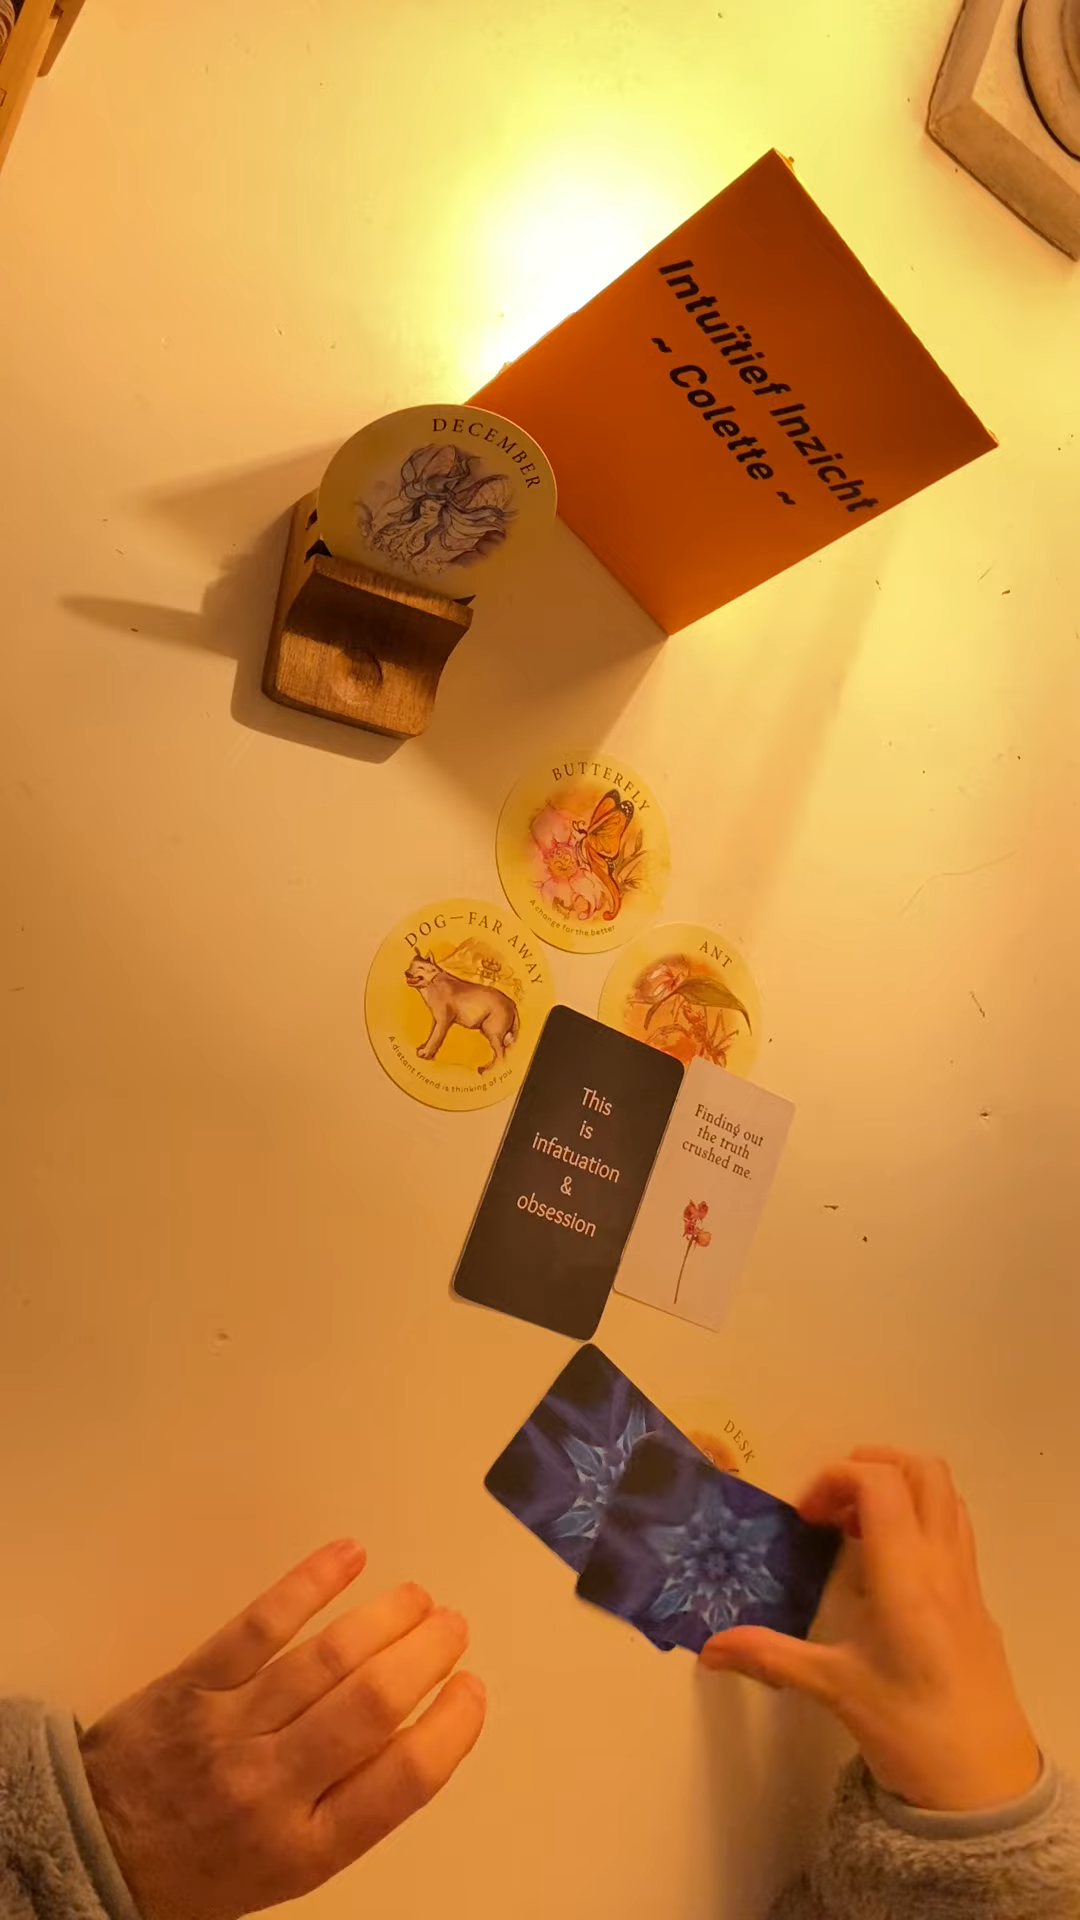 Intuïtief Inzicht
~ Colette ~
DECEMBER
BUTTERFLY
A change for the better
DOG—FAR AWAY
A distant friend is thinking of you
ANT
This
is
infatuation
&
obsession
Finding out
the truth
crushed me.
DESK